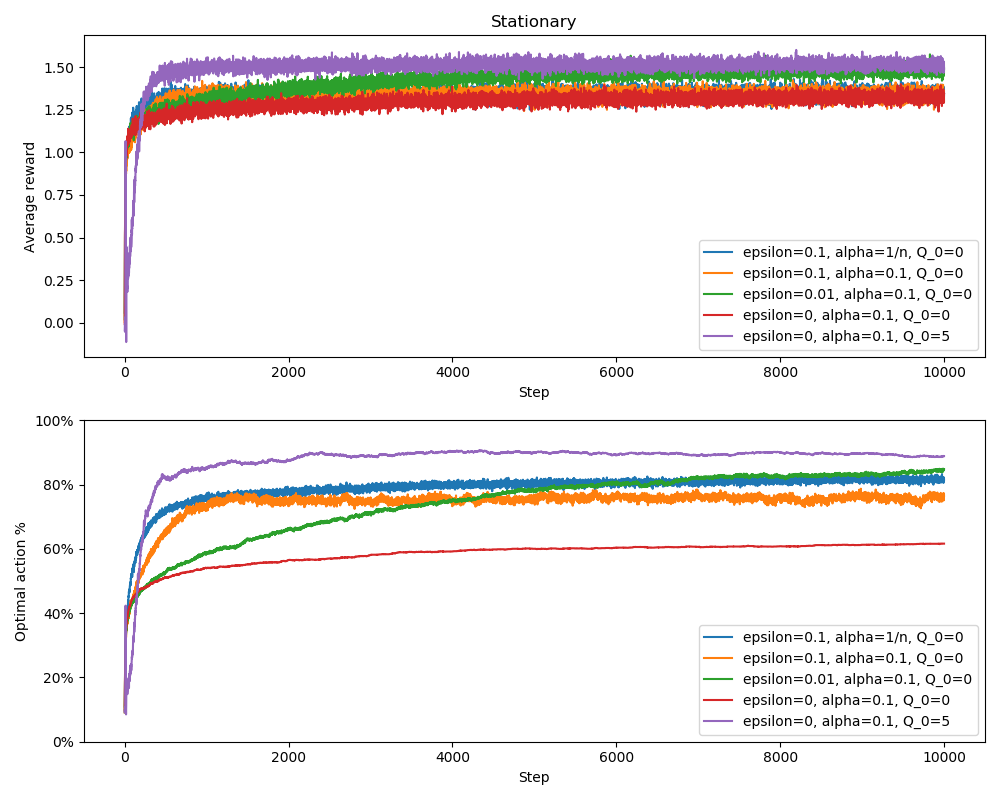 Stationary
1.50
1.25
1.00
0.75
0.50
0.25
0.00
Average reward
epsilon=0.1, alpha=1/n, Q_0=0
epsilon=0.1, alpha=0.1, Q_0=0
epsilon=0.01, alpha=0.1, Q_0=0
epsilon=0, alpha=0.1, Q_0=0
epsilon=0, alpha=0.1, Q_0=5
0 2000 4000 6000 8000 10000
Step
100%
80%
60%
40%
20%
0%
Optimal action %
epsilon=0.1, alpha=1/n, Q_0=0
epsilon=0.1, alpha=0.1, Q_0=0
epsilon=0.01, alpha=0.1, Q_0=0
epsilon=0, alpha=0.1, Q_0=0
epsilon=0, alpha=0.1, Q_0=5
0 2000 4000 6000 8000 10000
Step